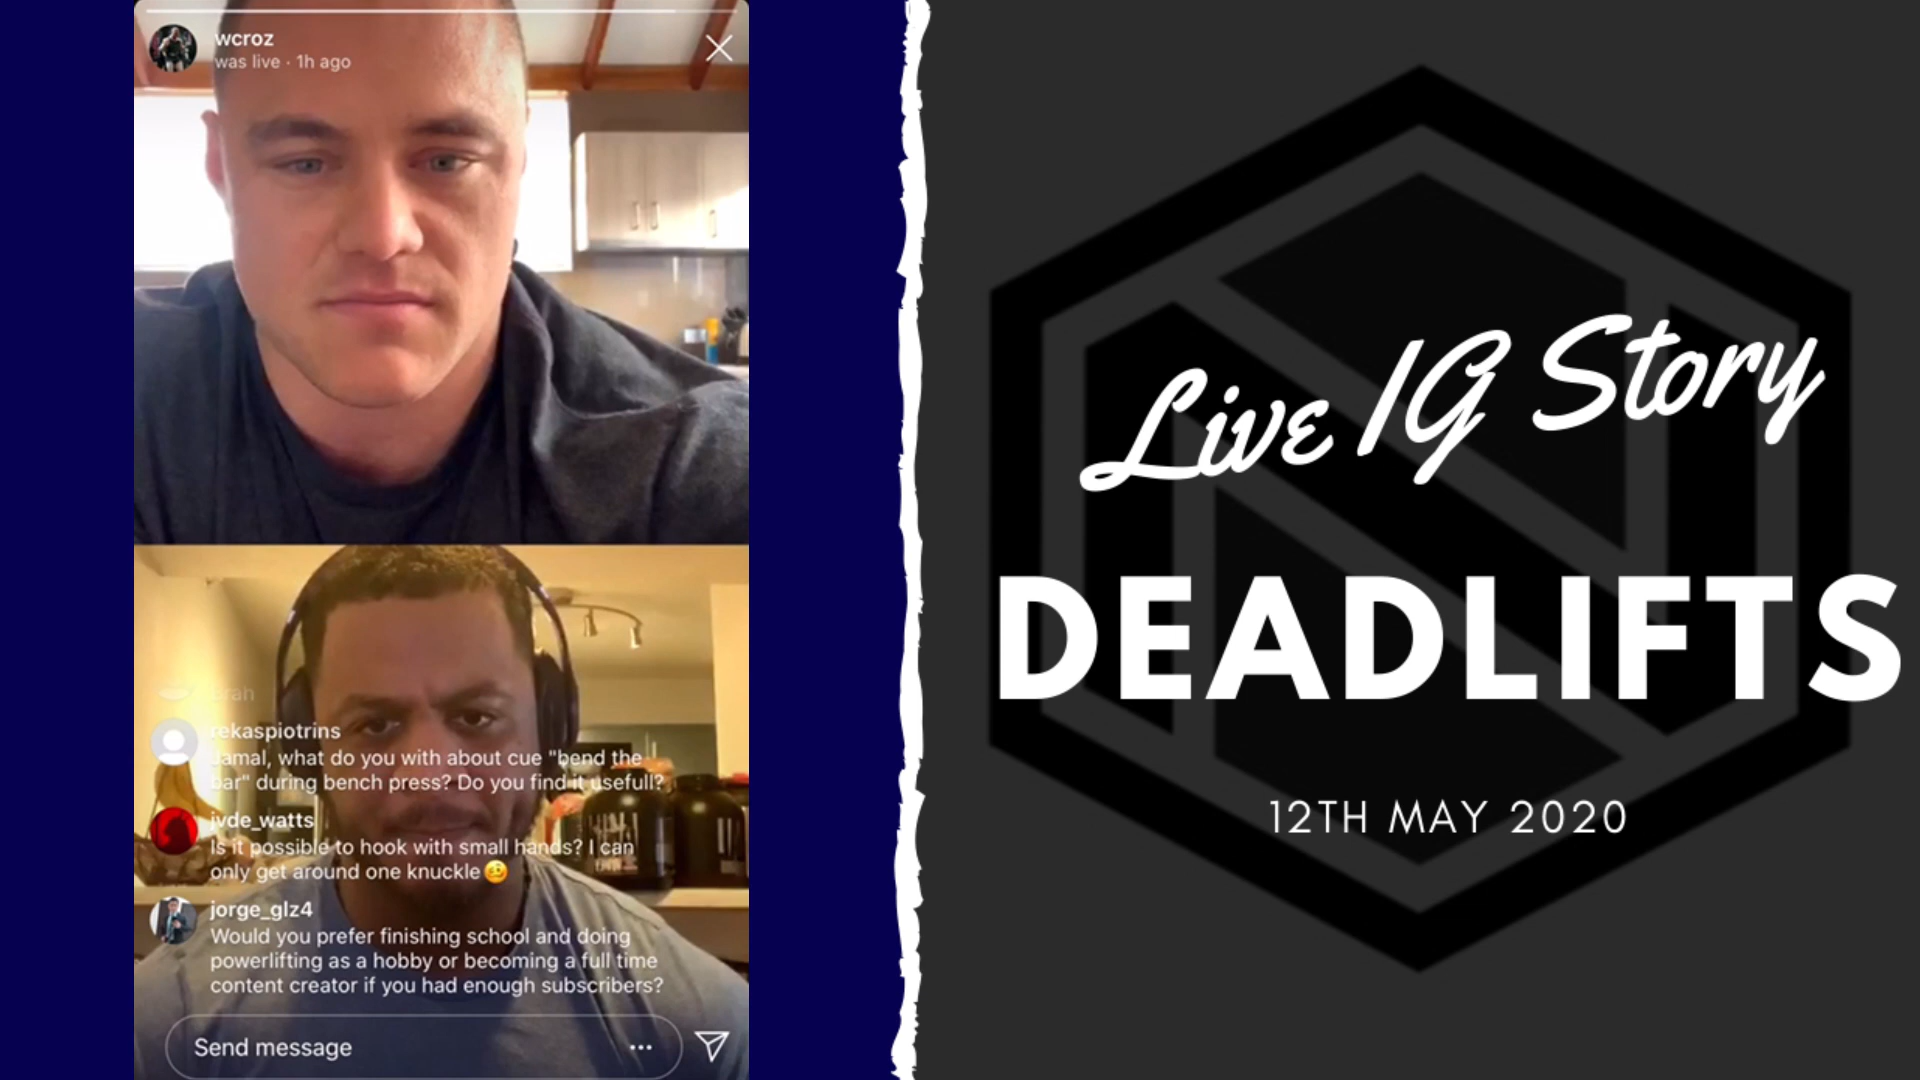 wcroz
was live · 1h ago
rah
rekaspiotrins
Jamal, what do you with about cue "bend the
bar" during bench press? Do you find it usefull?
jvde_watts
Is it possible to hook with small hands? I can
only get around one knuckle🥴
jorge_glz4
Would you prefer finishing school and doing
powerlifting as a hobby or becoming a full time
content creator if you had enough subscribers?
Send message
Live IG Story
DEADLIFTS
12TH MAY 2020